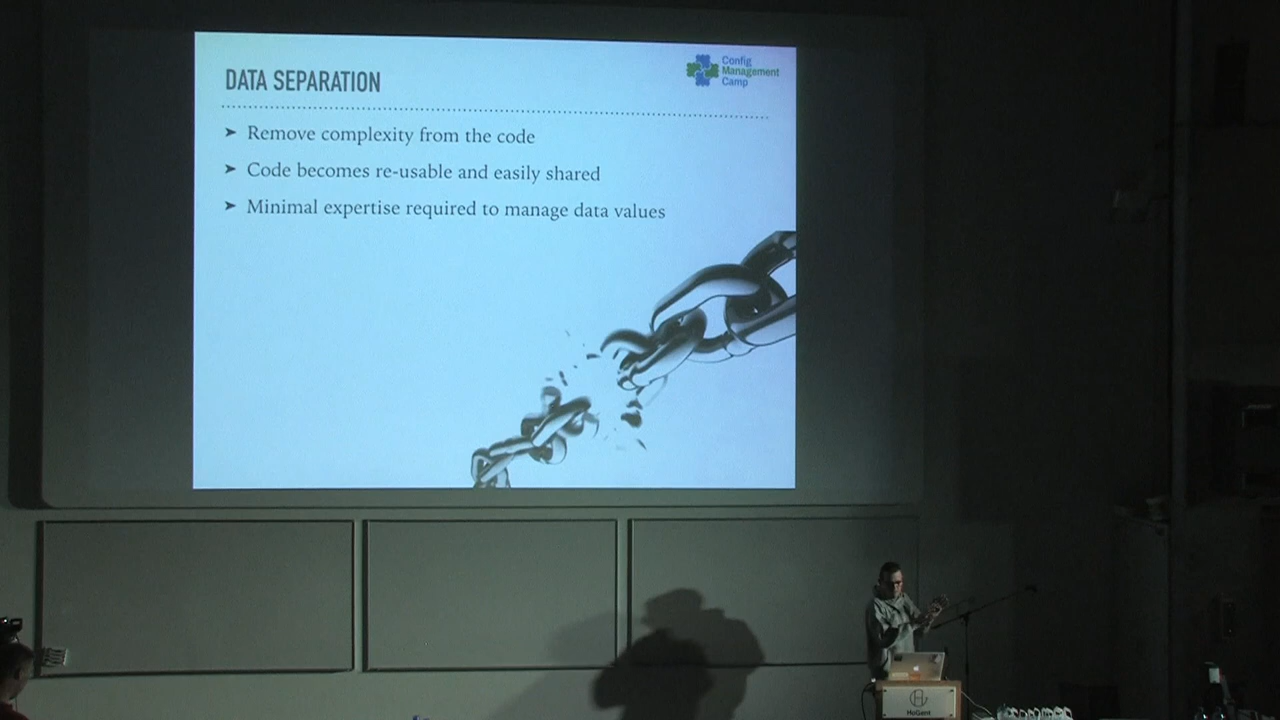 DATA SEPARATION
Config
Management
Camp
➤ Remove complexity from the code
➤ Code becomes re-usable and easily shared
➤ Minimal expertise required to manage data values
HoGent